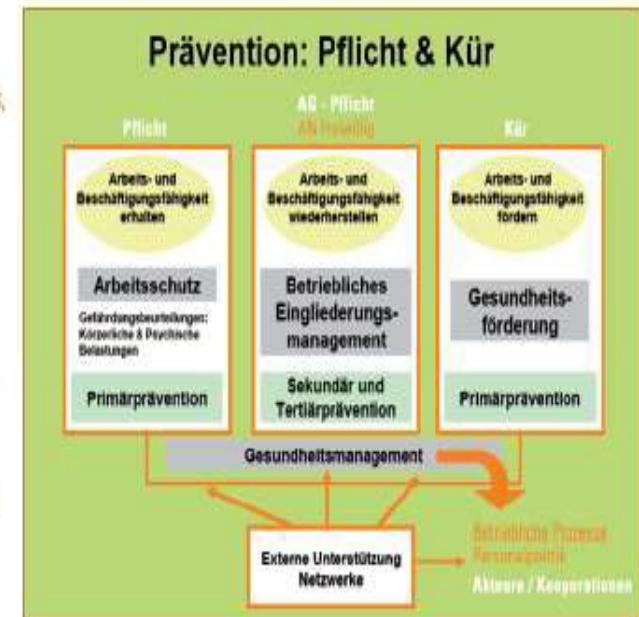 Prävention: Pflicht & Kür
Pflicht
AG - Pflicht
AN freiwillig
Kür
Arbeits- und
Beschäftigungsfähigkeit
erhalten
Arbeitsschutz
Gefährdungsbeurteilungen:
Körperliche & Psychische
Belastungen
Primärprävention
Arbeits- und
Beschäftigungsfähigkeit
wiederherstellen
Betriebliches
Eingliederungs-
management
Sekundär und
Tertiärprävention
Arbeits- und
Beschäftigungsfähigkeit
fördern
Gesundheits-
förderung
Primärprävention
Gesundheitsmanagement
Externe Unterstützung
Netzwerke
Betriebliche Prozesse
Personalpolitik
Akteure / Kooperationen